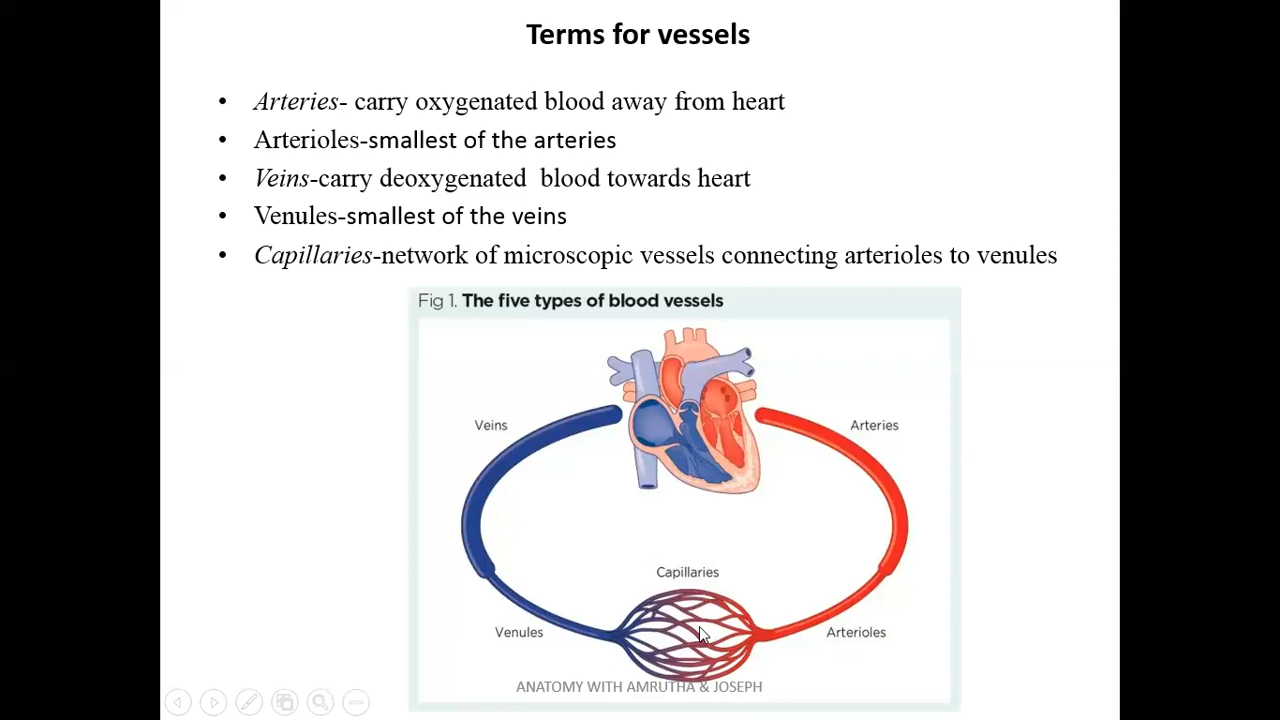 Terms for vessels
• Arteries- carry oxygenated blood away from heart
• Arterioles-smallest of the arteries
• Veins-carry deoxygenated  blood towards heart
• Venules-smallest of the veins
• Capillaries-network of microscopic vessels connecting arterioles to venules
Fig 1. The five types of blood vessels
Veins
Arteries
Capillaries
Venules
Arterioles
ANATOMY WITH AMRUTHA & JOSEPH